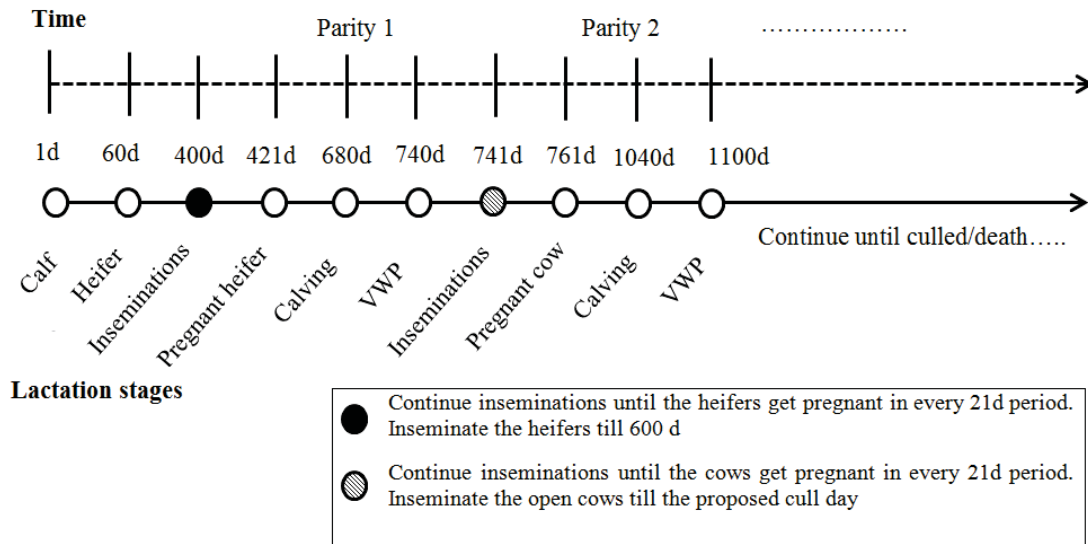 Time
Parity 1
Parity 2
………………
1d
60d
400d
421d
680d
740d
741d
761d
1040d
1100d
Continue until culled/death…..
Calf
Heifer
Inseminations
Pregnant heifer
Calving
VWP
Inseminations
Pregnant cow
Calving
VWP
Lactation stages
Continue inseminations until the heifers get pregnant in every 21d period.
Inseminate the heifers till 600 d
Continue inseminations until the cows get pregnant in every 21d period.
Inseminate the open cows till the proposed cull day